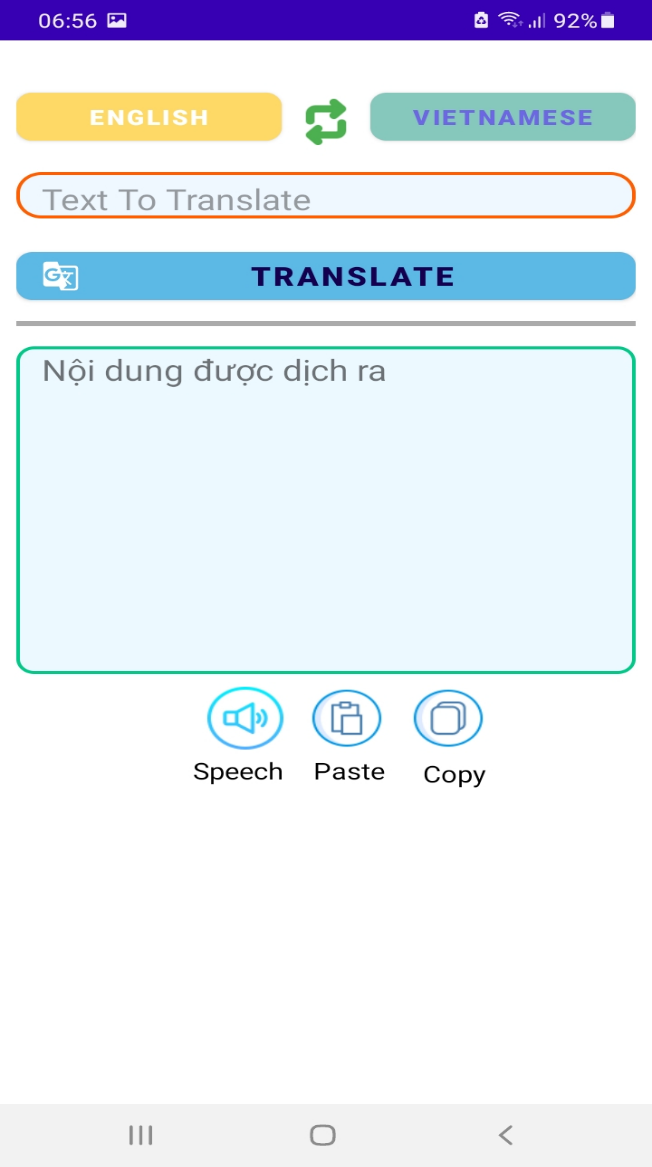 06:56 92%
ENGLISH VIETNAMESE
Text To Translate
TRANSLATE
Nội dung được dịch ra
Speech Paste Copy